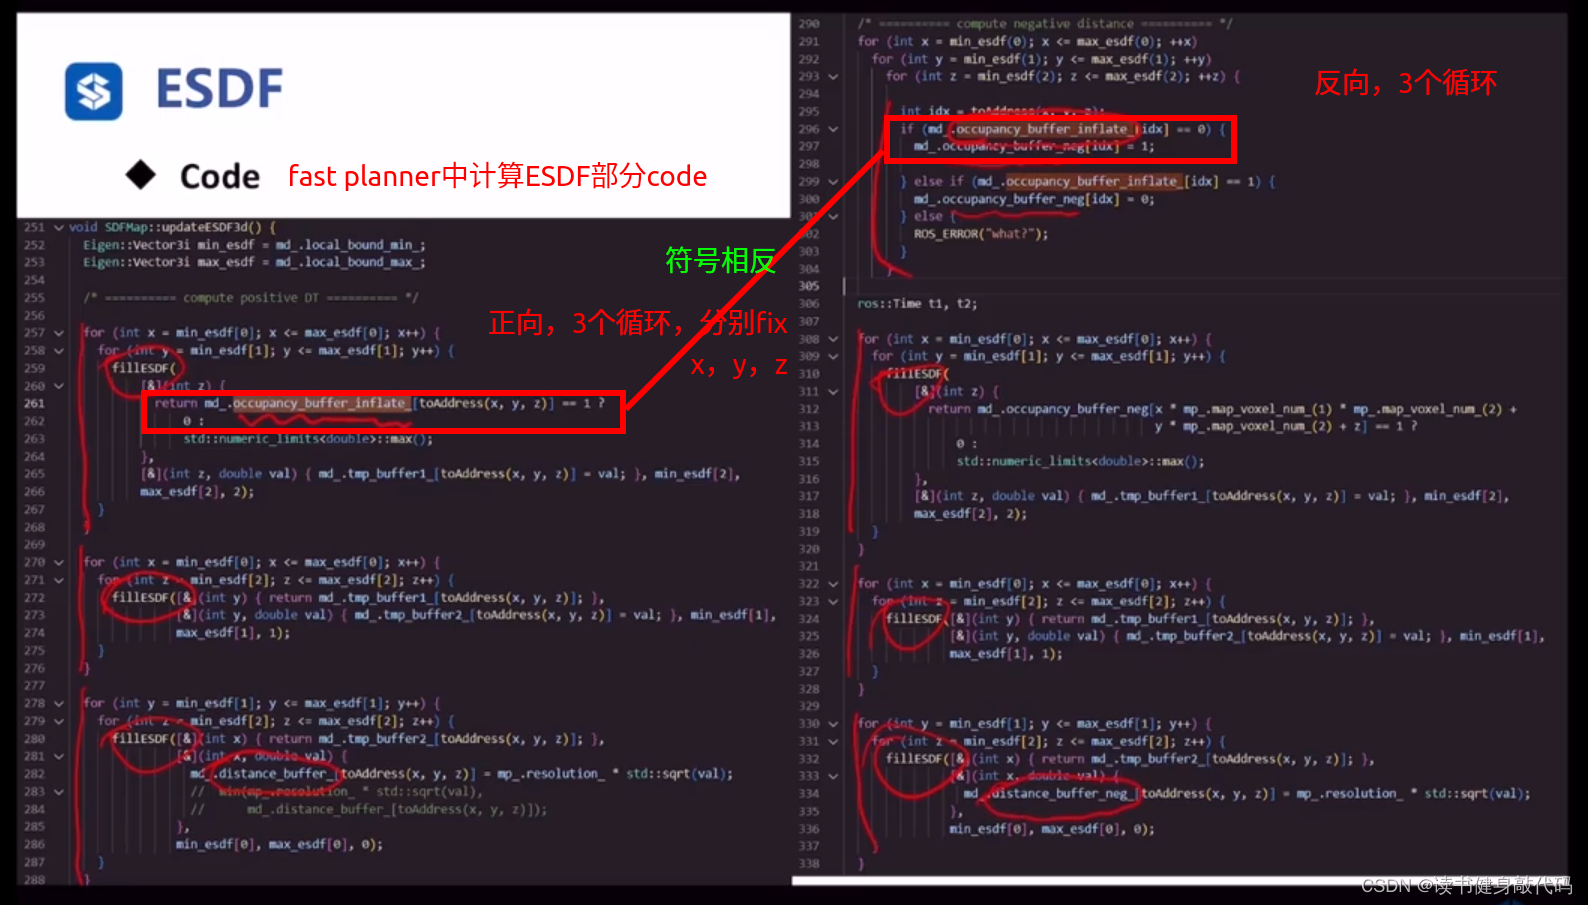 ESDF
Code
fast planner中计算ESDF部分code
251 void SDFMap::updateESDF3d() {
252 Eigen::Vector3i min_esdf = md_.local_bound_min_;
253 Eigen::Vector3i max_esdf = md_.local_bound_max_;
254
255 /* ========== compute positive DT ========== */
256
257 for (int x = min_esdf[0]; x <= max_esdf[0]; x++) {
258 for (int y = min_esdf[1]; y <= max_esdf[1]; y++) {
259 fillESDF(
260 [&](int z) {
261 return md_.occupancy_buffer_inflate_[toAddress(x, y, z)] == 1 ?
262 0 :
263 std::numeric_limits<double>::max();
264 },
265 [&](int z, double val) { md_.tmp_buffer1_[toAddress(x, y, z)] = val; }, min_esdf[2],
266 max_esdf[2], 2);
267 }
268 }
269
270 for (int x = min_esdf[0]; x <= max_esdf[0]; x++) {
271 for (int z = min_esdf[2]; z <= max_esdf[2]; z++) {
272 fillESDF([&](int y) { return md_.tmp_buffer1_[toAddress(x, y, z)]; },
273 [&](int y, double val) { md_.tmp_buffer2_[toAddress(x, y, z)] = val; }, min_esdf[1],
274 max_esdf[1], 1);
275 }
276 }
277
278 for (int y = min_esdf[1]; y <= max_esdf[1]; y++) {
279 for (int z = min_esdf[2]; z <= max_esdf[2]; z++) {
280 fillESDF([&](int x) { return md_.tmp_buffer2_[toAddress(x, y, z)]; },
281 [&](int x, double val) {
282 md_.distance_buffer_[toAddress(x, y, z)] = mp_.resolution_ * std::sqrt(val);
283 // min(mp_.resolution_ * std::sqrt(val),
284 // md_.distance_buffer_[toAddress(x, y, z)]);
285 },
286 min_esdf[0], max_esdf[0], 0);
287 }
288 }
符号相反
正向，3个循环，分别fix
x，y，z
290 /* ========== compute negative distance ========== */
291 for (int x = min_esdf(0); x <= max_esdf(0); ++x)
292 for (int y = min_esdf(1); y <= max_esdf(1); ++y)
293 for (int z = min_esdf(2); z <= max_esdf(2); ++z) {
294
295 int idx = toAddress(x, y, z);
296 if (md_.occupancy_buffer_inflate_[idx] == 0) {
297 md_.occupancy_buffer_neg[idx] = 1;
298
299 } else if (md_.occupancy_buffer_inflate_[idx] == 1) {
300 md_.occupancy_buffer_neg[idx] = 0;
301 } else {
302 ROS_ERROR("what?");
303 }
304 }
305
306 ros::Time t1, t2;
307
308 for (int x = min_esdf[0]; x <= max_esdf[0]; x++) {
309 for (int y = min_esdf[1]; y <= max_esdf[1]; y++) {
310 fillESDF(
311 [&](int z) {
312 return md_.occupancy_buffer_neg[x * mp_.map_voxel_num_(1) * mp_.map_voxel_num_(2) +
313 y * mp_.map_voxel_num_(2) + z] == 1 ?
314 0 :
315 std::numeric_limits<double>::max();
316 },
317 [&](int z, double val) { md_.tmp_buffer1_[toAddress(x, y, z)] = val; }, min_esdf[2],
318 max_esdf[2], 2);
319 }
320 }
321
322 for (int x = min_esdf[0]; x <= max_esdf[0]; x++) {
323 for (int z = min_esdf[2]; z <= max_esdf[2]; z++) {
324 fillESDF([&](int y) { return md_.tmp_buffer1_[toAddress(x, y, z)]; },
325 [&](int y, double val) { md_.tmp_buffer2_[toAddress(x, y, z)] = val; }, min_esdf[1],
326 max_esdf[1], 1);
327 }
328 }
329
330 for (int y = min_esdf[1]; y <= max_esdf[1]; y++) {
331 for (int z = min_esdf[2]; z <= max_esdf[2]; z++) {
332 fillESDF([&](int x) { return md_.tmp_buffer2_[toAddress(x, y, z)]; },
333 [&](int x, double val) {
334 md_.distance_buffer_neg_[toAddress(x, y, z)] = mp_.resolution_ * std::sqrt(val);
335 },
336 min_esdf[0], max_esdf[0], 0);
337 }
338 }
反向，3个循环
CSDN @读书健身敲代码